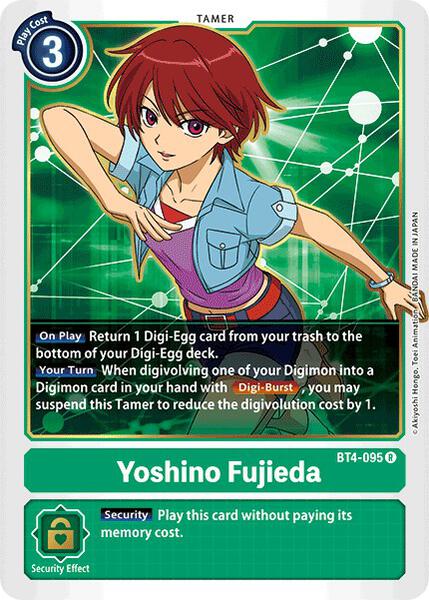 TAMER
Play Cost
3
On Play Return 1 Digi-Egg card from your trash to the
bottom of your Digi-Egg deck.
Your Turn When digivolving one of your Digimon into a
Digimon card in your hand with Digi-Burst , you may
suspend this Tamer to reduce the digivolution cost by 1.
©Akiyoshi Hongo, Toei Animation, BANDAI MADE IN JAPAN
BT4-095 R
Yoshino Fujieda
Security Play this card without paying its
memory cost.
Security Effect